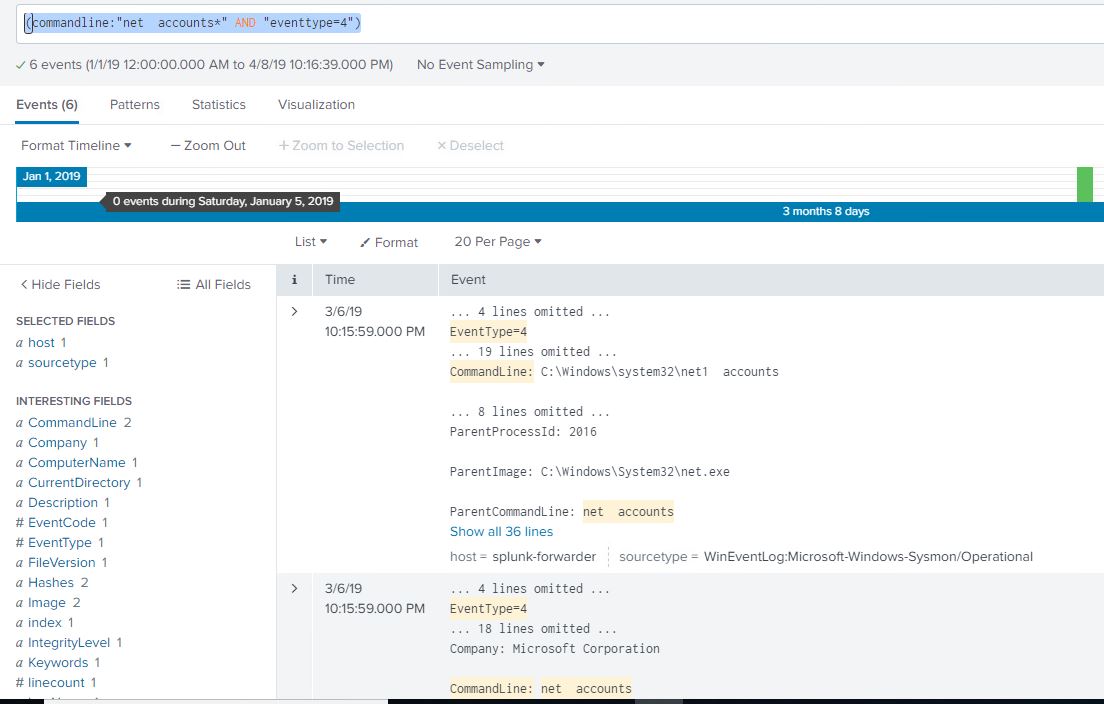 (commandline:"net  accounts*" AND "eventtype=4")
✓ 6 events (1/1/19 12:00:00.000 AM to 4/8/19 10:16:39.000 PM) No Event Sampling ▾
Events (6) Patterns Statistics Visualization
Format Timeline ▾ — Zoom Out + Zoom to Selection × Deselect
Jan 1, 2019
0 events during Saturday, January 5, 2019
3 months 8 days
List ▾ Format 20 Per Page ▾
< Hide Fields All Fields
SELECTED FIELDS
a host 1
a sourcetype 1
INTERESTING FIELDS
a CommandLine 2
a Company 1
a ComputerName 1
a CurrentDirectory 1
a Description 1
# EventCode 1
# EventType 1
a FileVersion 1
a Hashes 2
a Image 2
a index 1
a IntegrityLevel 1
a Keywords 1
# linecount 1
i Time Event
> 3/6/19
10:15:59.000 PM
... 4 lines omitted ...
EventType=4
... 19 lines omitted ...
CommandLine: C:\Windows\system32\net1  accounts
... 8 lines omitted ...
ParentProcessId: 2016
ParentImage: C:\Windows\System32\net.exe
ParentCommandLine: net  accounts
Show all 36 lines
host = splunk-forwarder sourcetype = WinEventLog:Microsoft-Windows-Sysmon/Operational
> 3/6/19
10:15:59.000 PM
... 4 lines omitted ...
EventType=4
... 18 lines omitted ...
Company: Microsoft Corporation
CommandLine: net  accounts